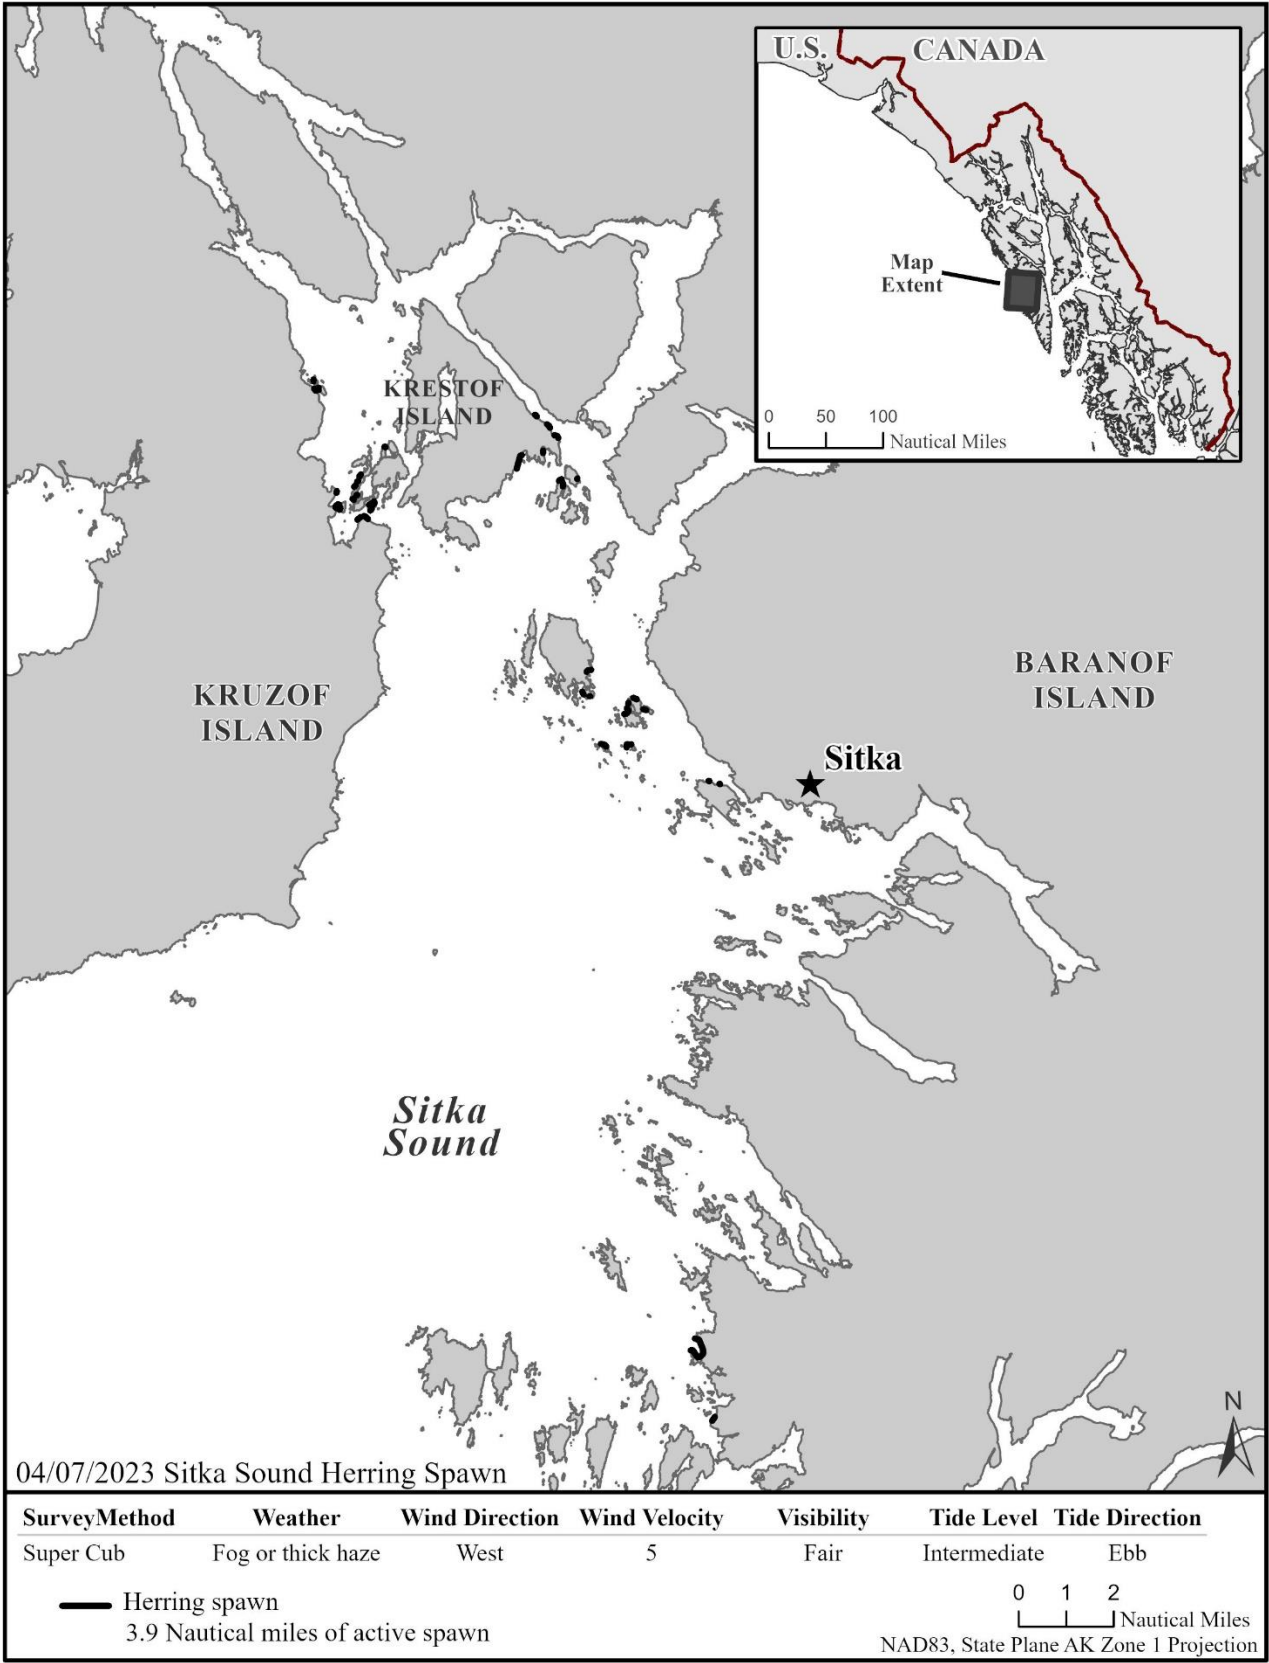 U.S.
CANADA
Map
Extent
0 50 100
Nautical Miles
KRESTOF
ISLAND
KRUZOF
ISLAND
BARANOF
ISLAND
Sitka
Sitka
Sound
N
04/07/2023 Sitka Sound Herring Spawn
SurveyMethod Weather Wind Direction Wind Velocity Visibility Tide Level Tide Direction
Super Cub Fog or thick haze West 5 Fair Intermediate Ebb
Herring spawn
3.9 Nautical miles of active spawn
0 1 2
Nautical Miles
NAD83, State Plane AK Zone 1 Projection